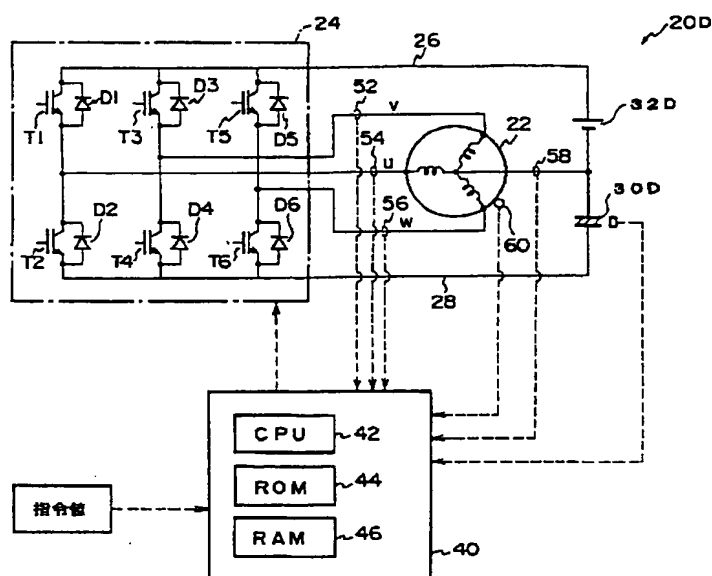 24
26
20D
52
v
D1
D3
T1
T3
T5
D5
54
22
32D
u
58
56
30D
D2
D4
D6
w
60
T2
T4
T6
28
CPU
42
ROM
44
指令値
RAM
46
40